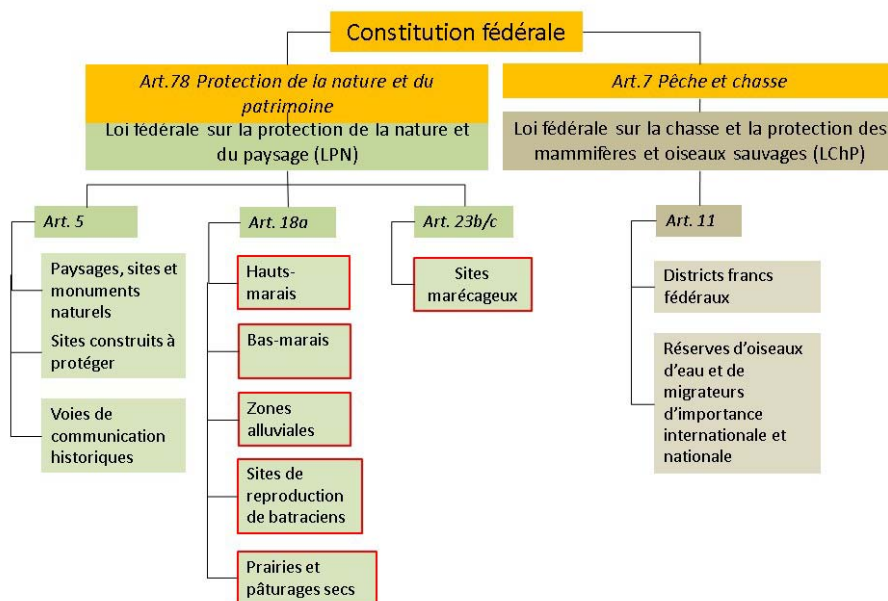 Constitution fédérale
Art.78 Protection de la nature et du
patrimoine
Loi fédérale sur la protection de la nature et
du paysage (LPN)
Art.7 Pêche et chasse
Loi fédérale sur la chasse et la protection des
mammifères et oiseaux sauvages (LChP)
Art. 5
Paysages, sites et
monuments
naturels
Sites construits à
protéger
Voies de
communication
historiques
Art. 18a
Hauts-
marais
Bas-marais
Zones
alluviales
Sites de
reproduction
de batraciens
Prairies et
pâturages secs
Art. 23b/c
Sites
marécageux
Art. 11
Districts francs
fédéraux
Réserves d’oiseaux
d’eau et de
migrateurs
d’importance
internationale et
nationale